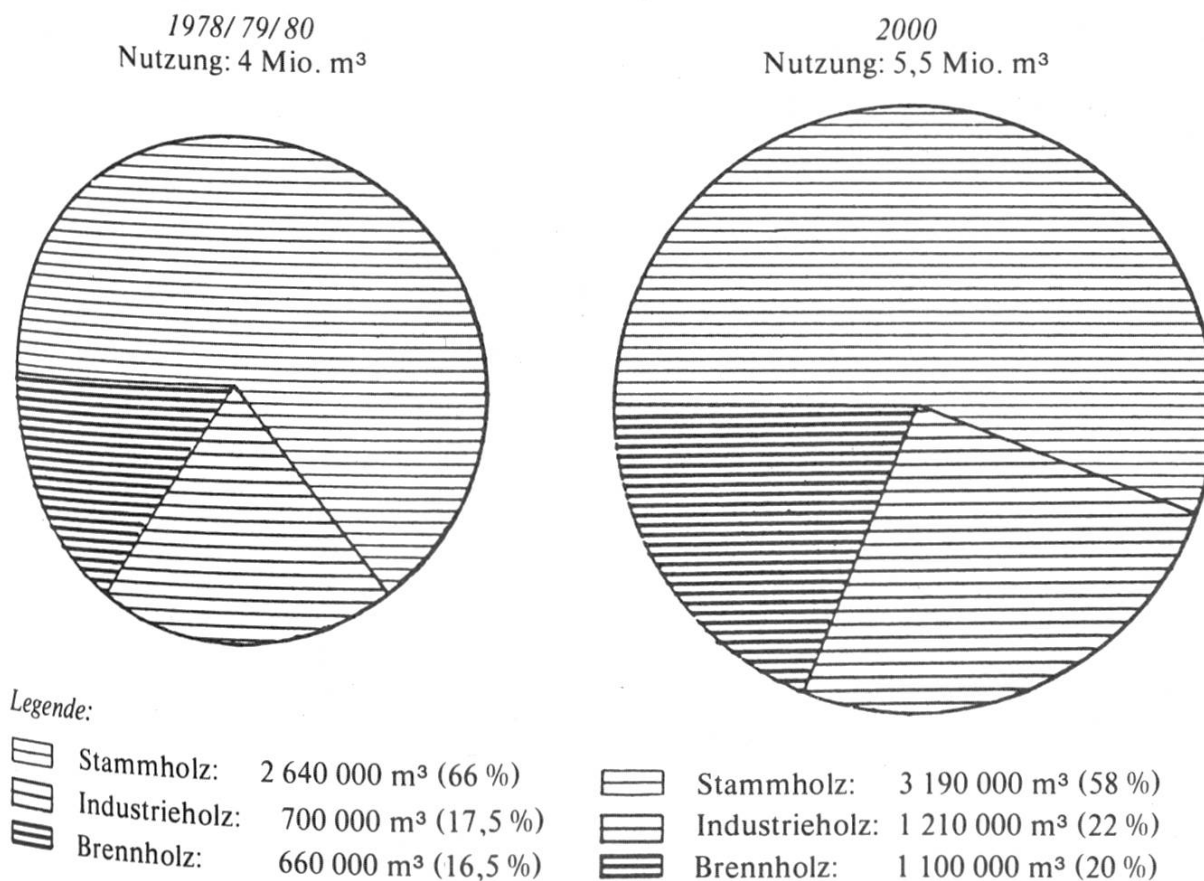 1978/79/80
Nutzung: 4 Mio. m³
2000
Nutzung: 5,5 Mio. m³
Legende:
Stammholz: 2 640 000 m³ (66 %)
Industrieholz: 700 000 m³ (17,5 %)
Brennholz: 660 000 m³ (16,5 %)
Stammholz: 3 190 000 m³ (58 %)
Industrieholz: 1 210 000 m³ (22 %)
Brennholz: 1 100 000 m³ (20 %)